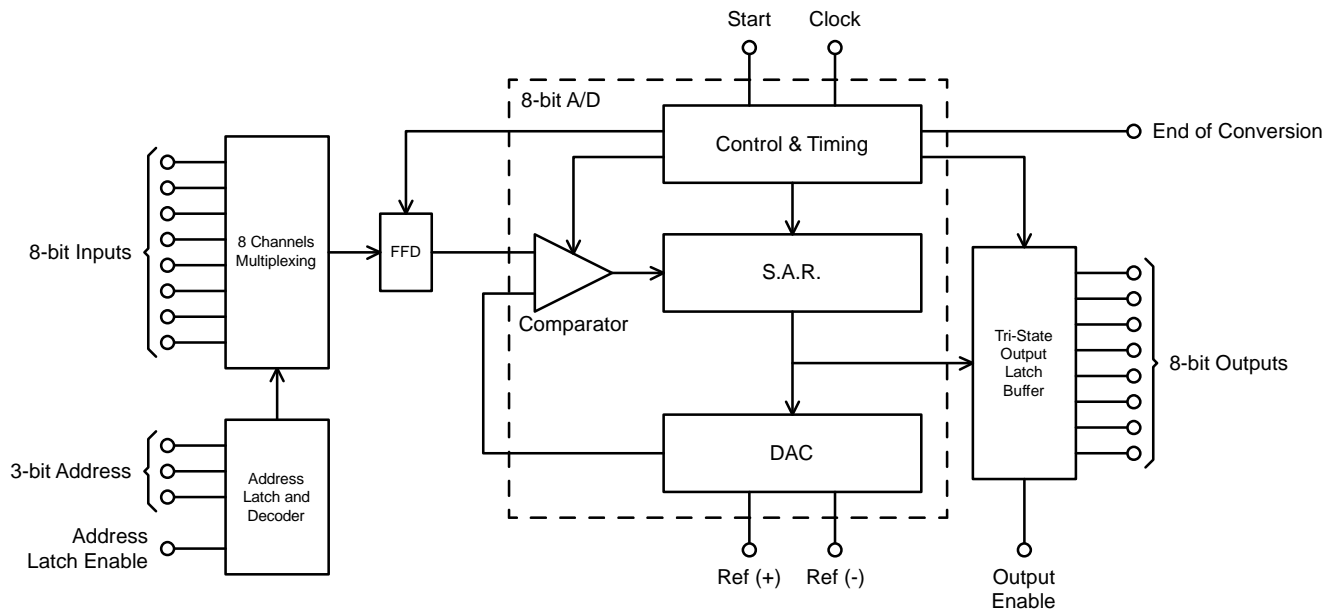 Start
Clock
8-bit A/D
Control & Timing
End of Conversion
8-bit Inputs
8 Channels
Multiplexing
FFD
S.A.R.
Comparator
Tri-State
Output
Latch
Buffer
8-bit Outputs
DAC
3-bit Address
Address
Latch and
Decoder
Address
Latch Enable
Ref (+)
Ref (-)
Output
Enable